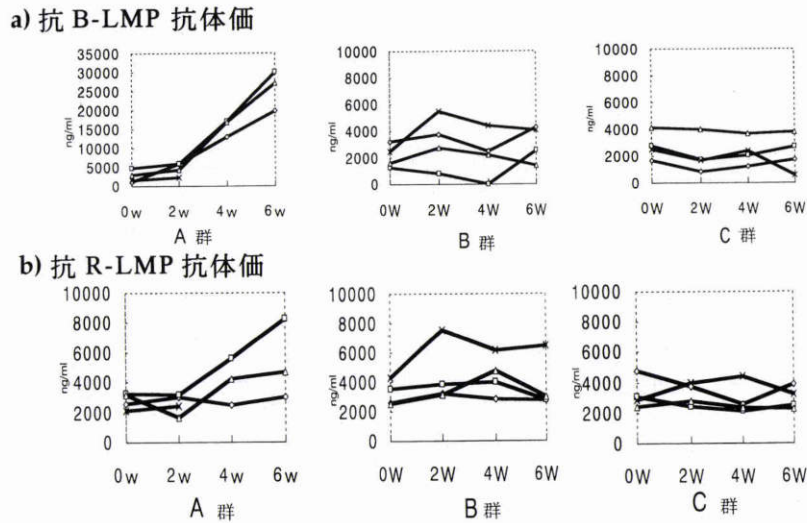 a) 抗 B-LMP 抗体価
ng/ml
35000
30000
25000
20000
15000
10000
5000
0
0w 2w 4w 6w
A 群
ng/ml
10000
8000
6000
4000
2000
0
0W 2W 4W 6W
B 群
ng/ml
10000
8000
6000
4000
2000
0
0W 2W 4W 6W
C 群
b) 抗 R-LMP 抗体価
ng/ml
10000
8000
6000
4000
2000
0
0w 2w 4w 6w
A 群
ng/ml
10000
8000
6000
4000
2000
0
0W 2W 4W 6W
B 群
ng/ml
10000
8000
6000
4000
2000
0
0W 2W 4W 6W
C 群